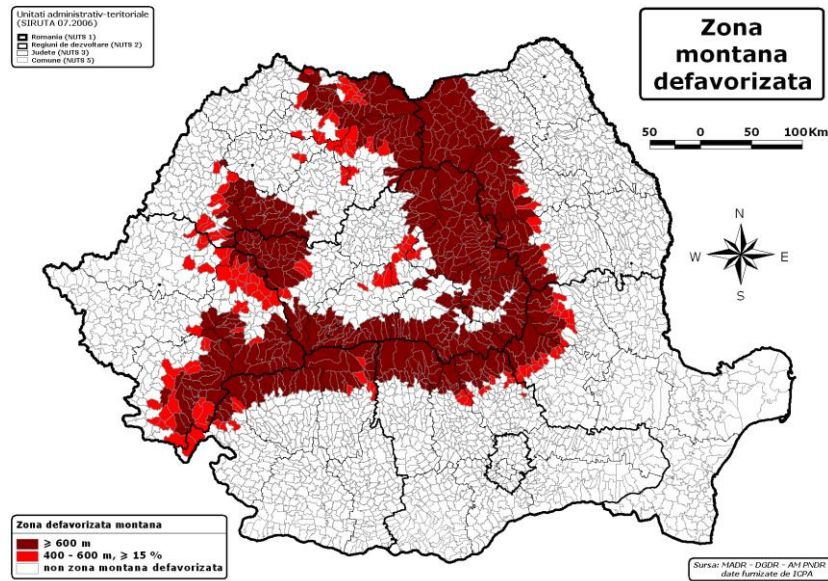 Unitati administrativ-teritoriale
(SIRUTA 07.2006)
Romania (NUTS 1)
Regiuni de dezvoltare (NUTS 2)
Judete (NUTS 3)
Comune (NUTS 5)
Zona
montana
defavorizata
50 0 50 100Km
N
W E
S
Zona defavorizata montana
≥ 600 m
400 - 600 m, ≥ 15 %
non zona montana defavorizata
Sursa: MADR - DGDR - AM PNDR
date furnizate de ICPA